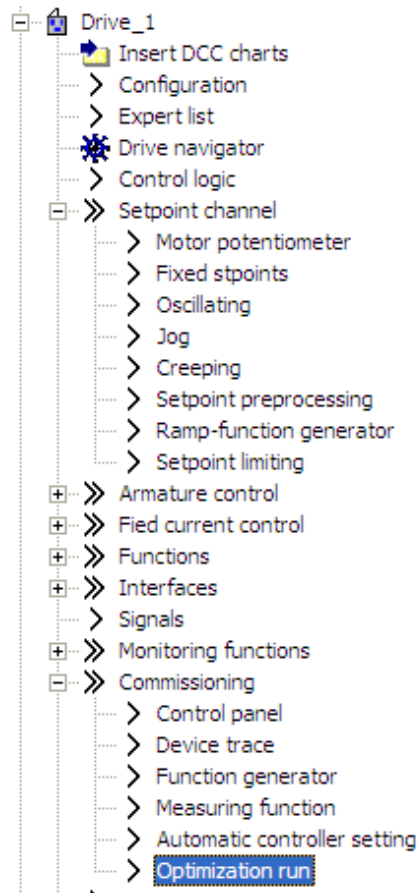 Drive_1
Insert DCC charts
Configuration
Expert list
Drive navigator
Control logic
Setpoint channel
Motor potentiometer
Fixed stpoints
Oscillating
Jog
Creeping
Setpoint preprocessing
Ramp-function generator
Setpoint limiting
Armature control
Fied current control
Functions
Interfaces
Signals
Monitoring functions
Commissioning
Control panel
Device trace
Function generator
Measuring function
Automatic controller setting
Optimization run